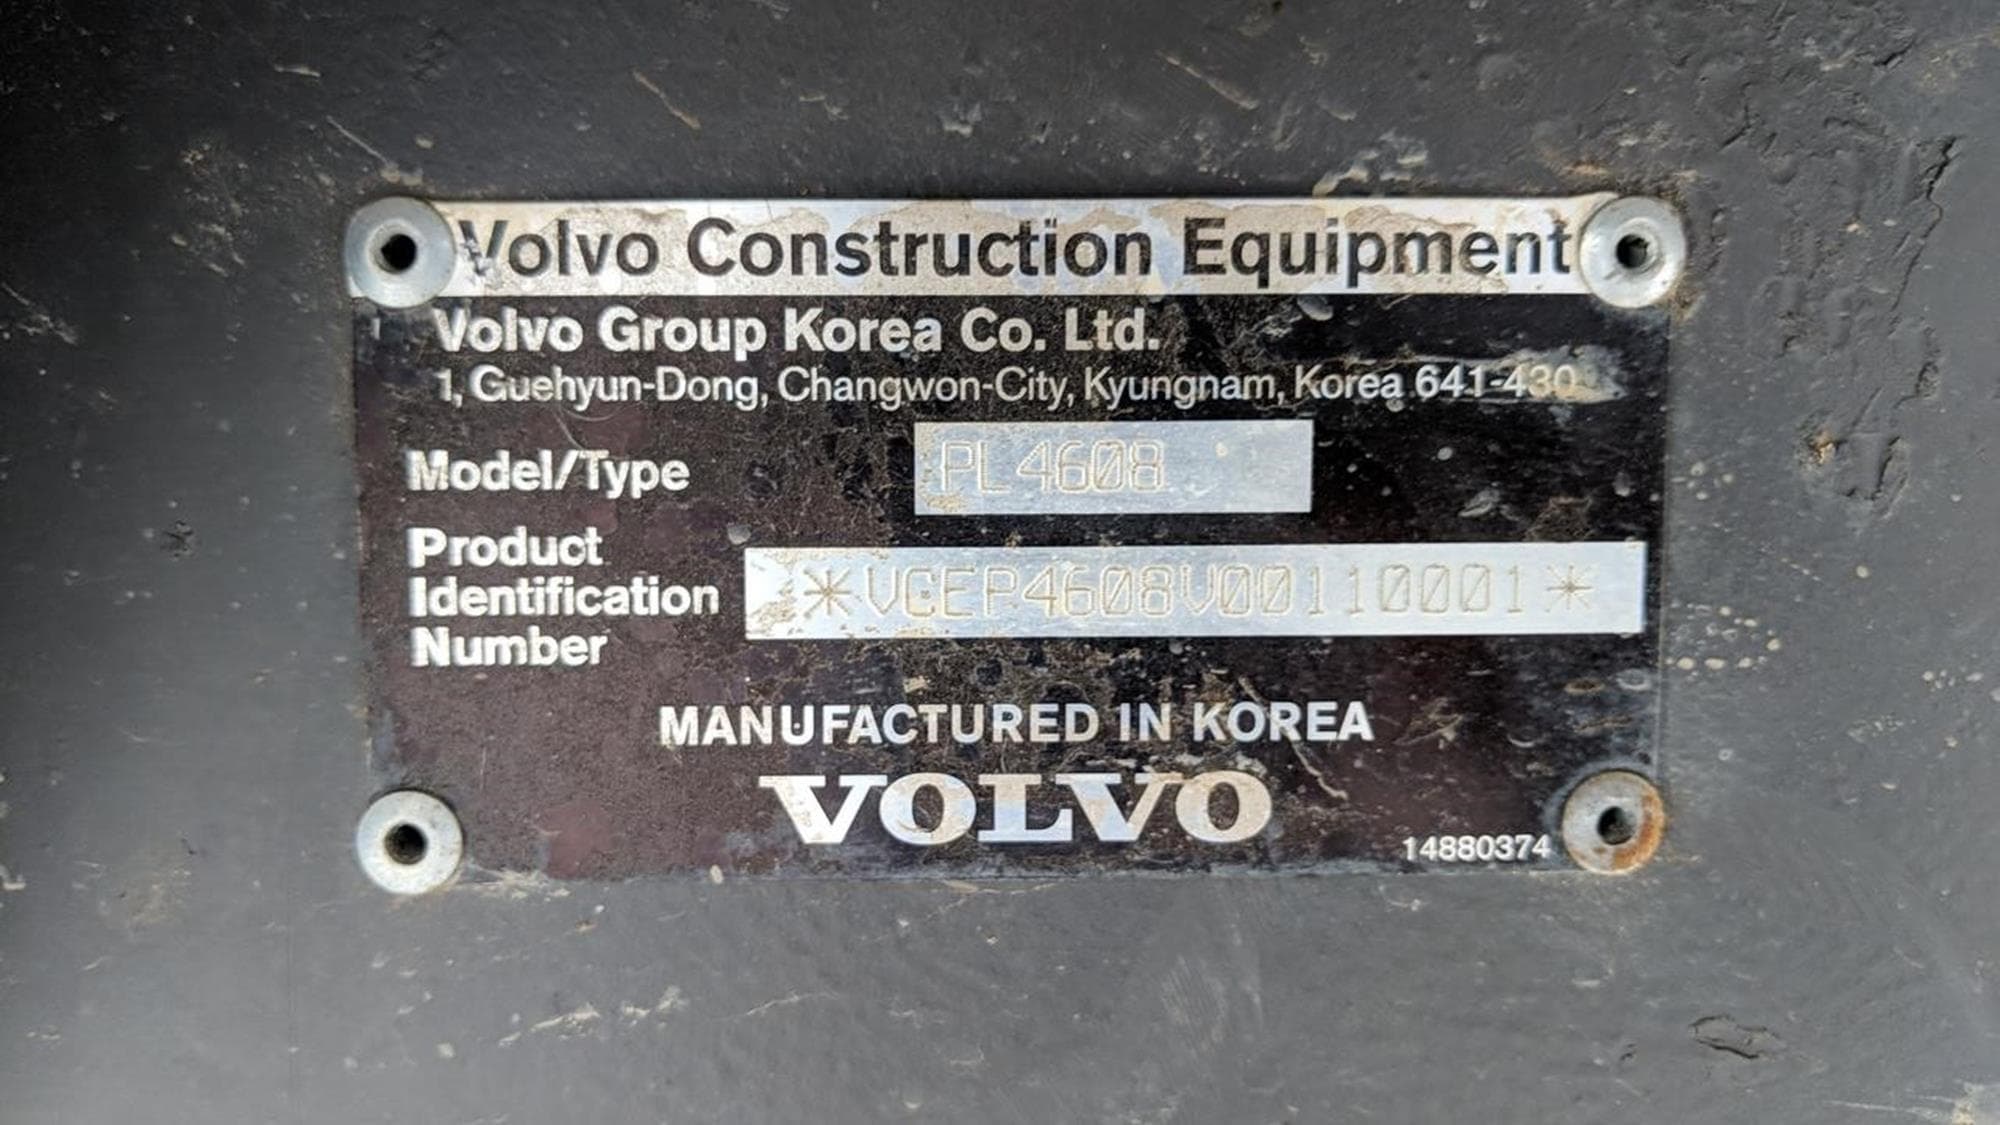 Volvo Construction Equipment
Volvo Group Korea Co. Ltd.
1, Guehyun-Dong, Changwon-City, Kyungnam, Korea 641-430
Model/Type PL4608
Product
Identification
Number
*VCEP4608V00110001*
MANUFACTURED IN KOREA
VOLVO
14880374